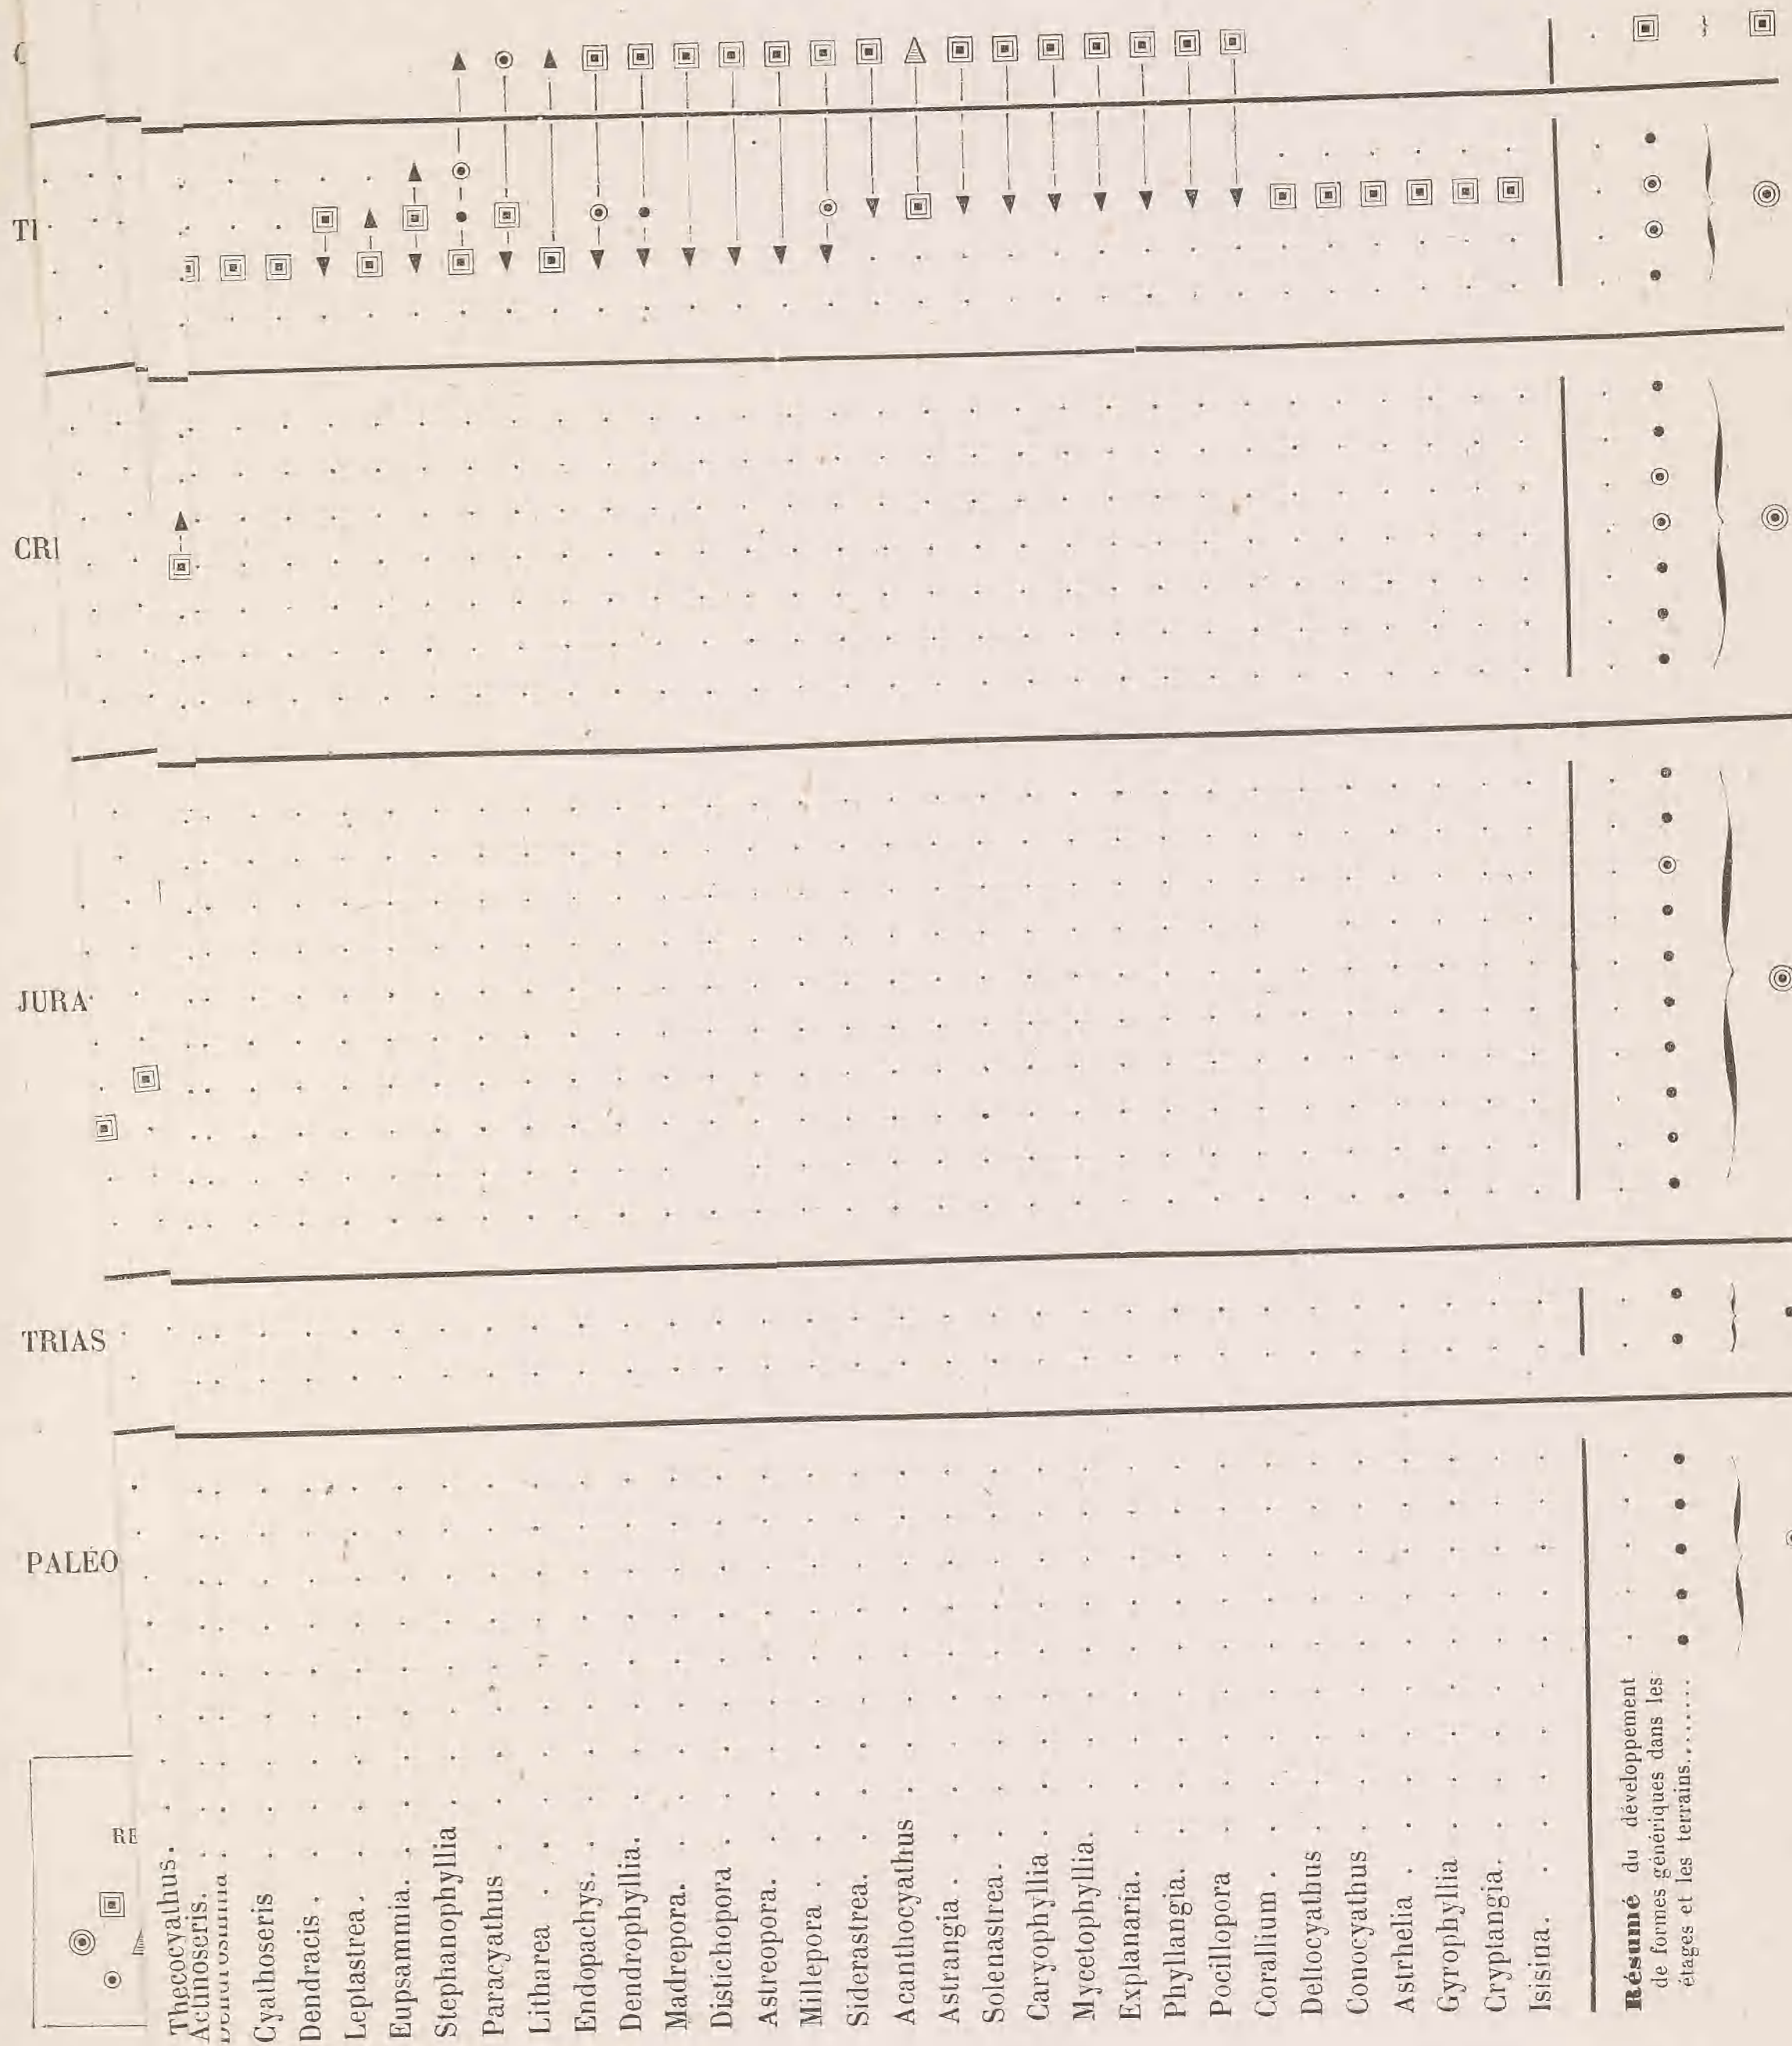 CRI
JURA
TRIAS
PALÉO
RE
Thecocyathus.
Actinoseris.
Cyathoseris
Dendracis.
Leptastrea.
Eupsammia.
Stephanophyllia.
Paracyathus.
Litharea.
Endopachys.
Dendrophyllia.
Madrepora.
Distichopora.
Astreopora.
Millepora.
Siderastrea.
Acanthocyathus.
Astrangia.
Solenastrea.
Caryophyllia.
Mycetophyllia.
Explanaria.
Phyllangia.
Pocillopora
Corallium.
Deltocyathus.
Conocyathus.
Astrhelia.
Gyrophyllia
Cryptangia.
Isisina.
Résumé du développement
de formes génériques dans les
étages et les terrains........